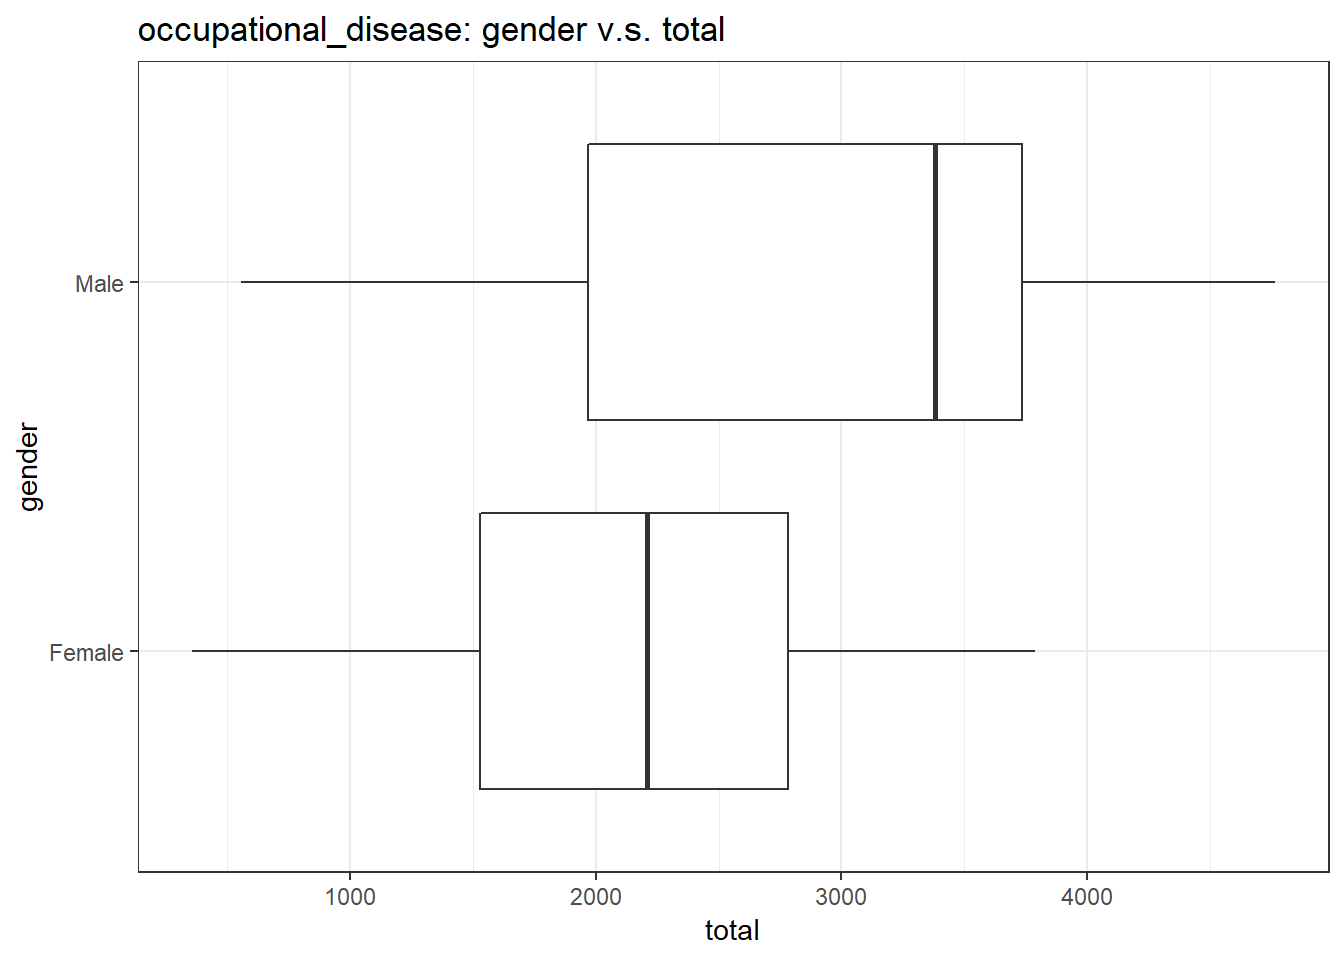 occupational_disease: gender v.s. total
gender
Male
Female
1000 2000 3000 4000
total